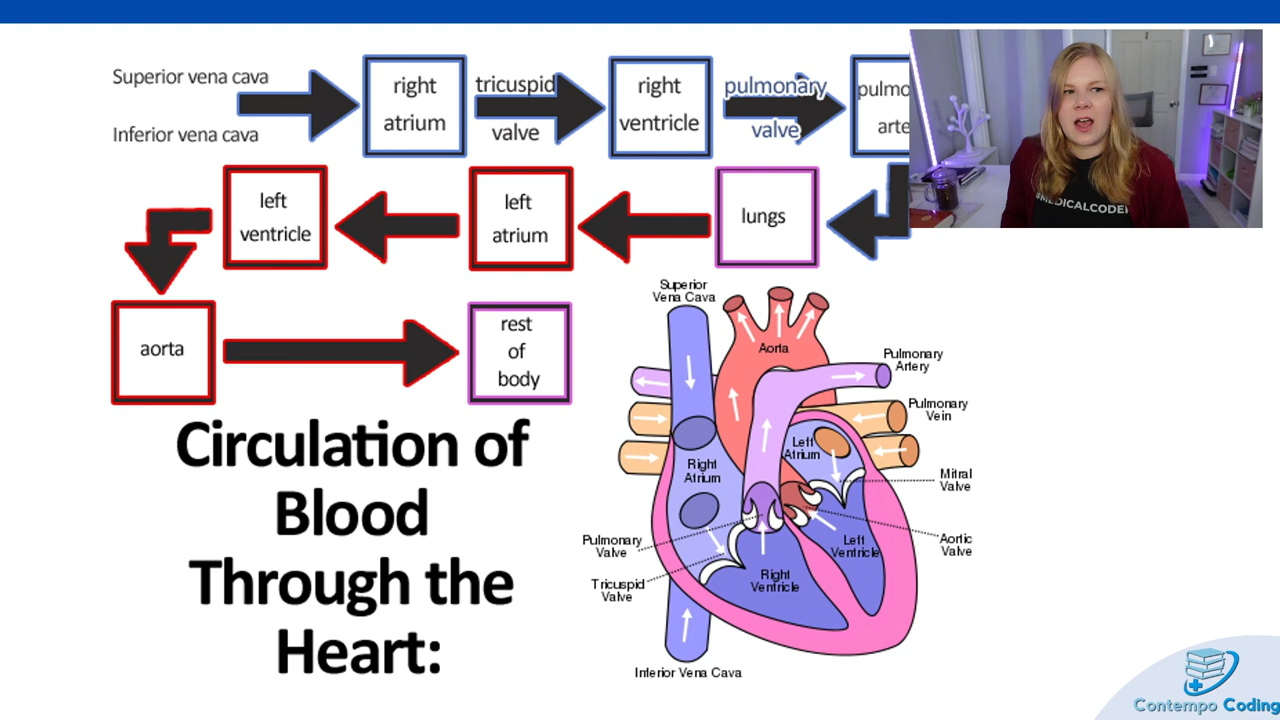 Superior vena cava
Inferior vena cava
right
atrium
tricuspid
valve
right
ventricle
pulmonary
valve
pulmo
arte
left
ventricle
left
atrium
lungs
aorta
rest
of
body
Circulation of
Blood
Through the
Heart:
Superior
Vena Cava
Aorta
Pulmonary
Artery
Pulmonary
Vein
Left
Atrium
Right
Atrium
Mitral
Valve
Pulmonary
Valve
Aortic
Valve
Left
Ventricle
Tricuspid
Valve
Right
Ventricle
Inferior Vena Cava
#MEDICALCODER
Contempo Coding